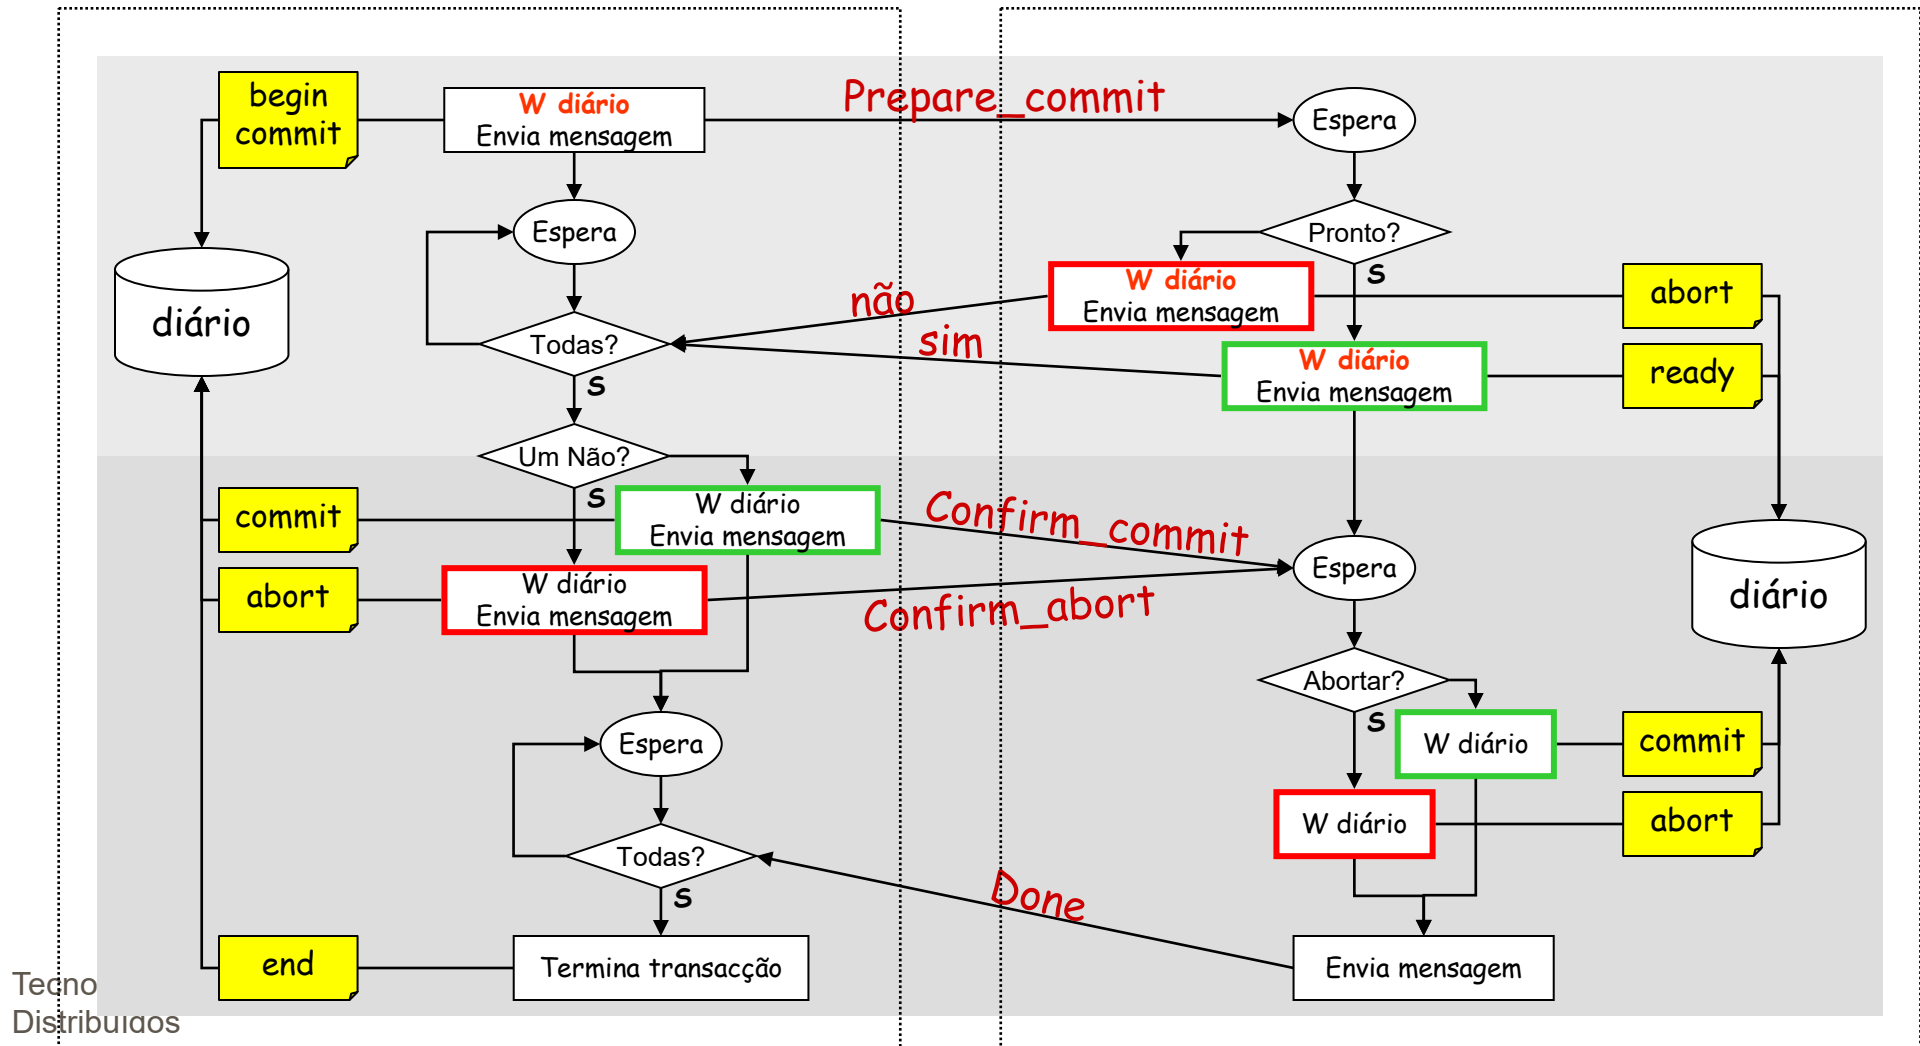 begin
commit
W diário
Envia mensagem
Prepare_commit
Espera
Espera
Pronto?
S
diário
W diário
Envia mensagem
abort
não
sim
Todas?
S
W diário
Envia mensagem
ready
Um Não?
S
commit
W diário
Envia mensagem
Confirm_commit
abort
W diário
Envia mensagem
Confirm_abort
Espera
diário
Abortar?
S
W diário
commit
Espera
W diário
abort
Todas?
S
Done
end
Termina transacção
Envia mensagem
Tecno
Distribuidos